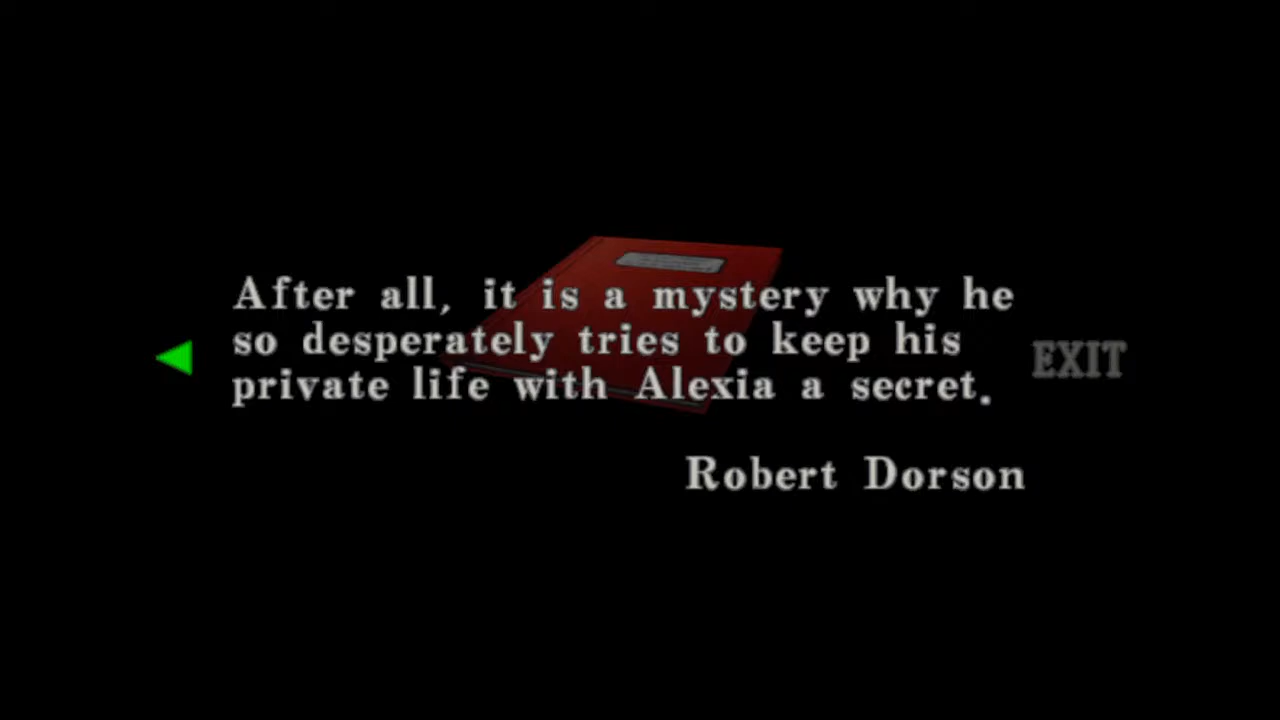 After all, it is a mystery why he
so desperately tries to keep his
private life with Alexia a secret.
EXIT
Robert Dorson